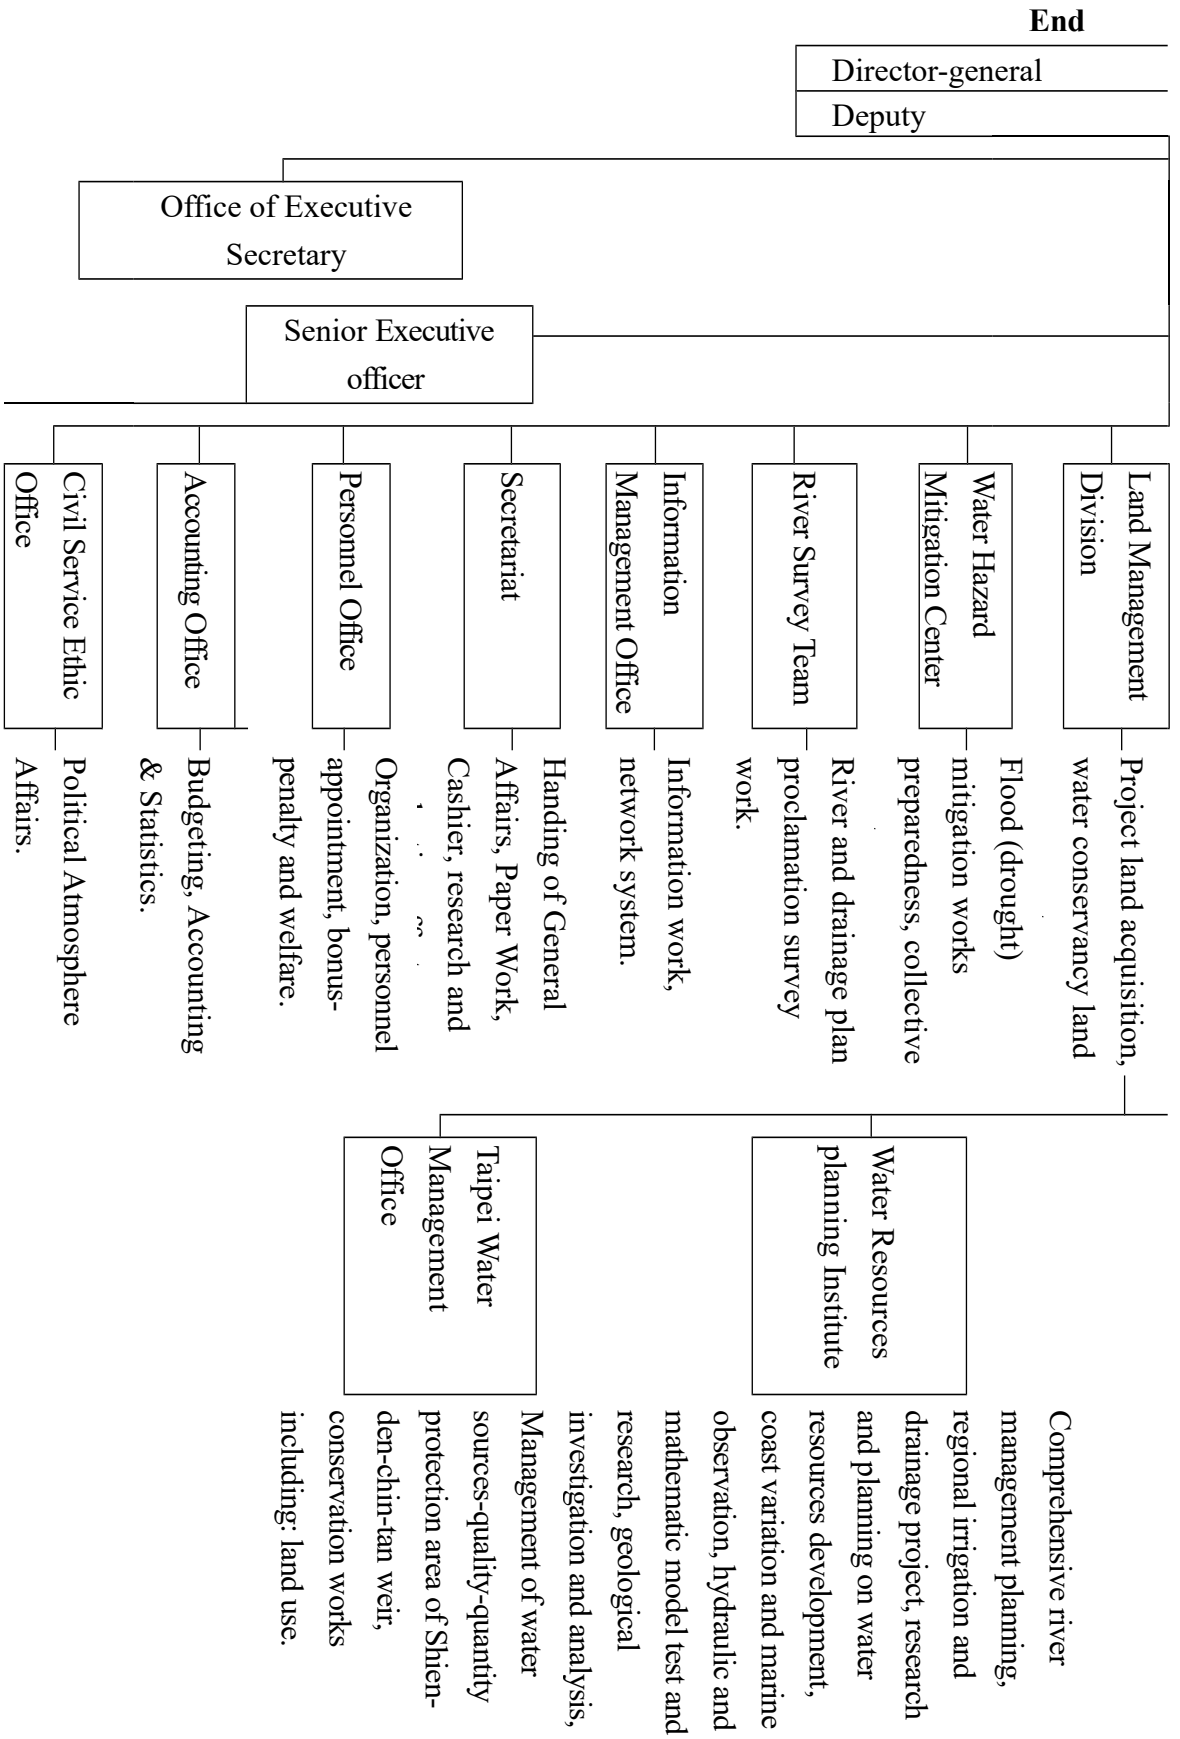 End
Director-general
Deputy
Office of Executive
Secretary
Senior Executive
officer
Land Management
Division
Water Hazard
Mitigation Center
River Survey Team
Information
Management Office
Secretariat
Personnel Office
Accounting Office
Civil Service Ethic
Office
Project land acquisition,
water conservancy land
Flood (drought)
mitigation works
preparedness, collective
River and drainage plan
proclamation survey
work.
Information work,
network system.
Handing of General
Affairs, Paper Work,
Cashier, research and
Organization, personnel
appointment, bonus-
penalty and welfare.
Budgeting, Accounting
& Statistics.
Political Atmosphere
Affairs.
Water Resources
planning Institute
Taipei Water
Management
Office
Comprehensive river
management planning,
regional irrigation and
drainage project, research
and planning on water
resources development,
coast variation and marine
observation, hydraulic and
mathematic model test and
research, geological
investigation and analysis,
Management of water
sources-quality-quantity
protection area of Shien-
den-chin-tan weir,
conservation works
including: land use.